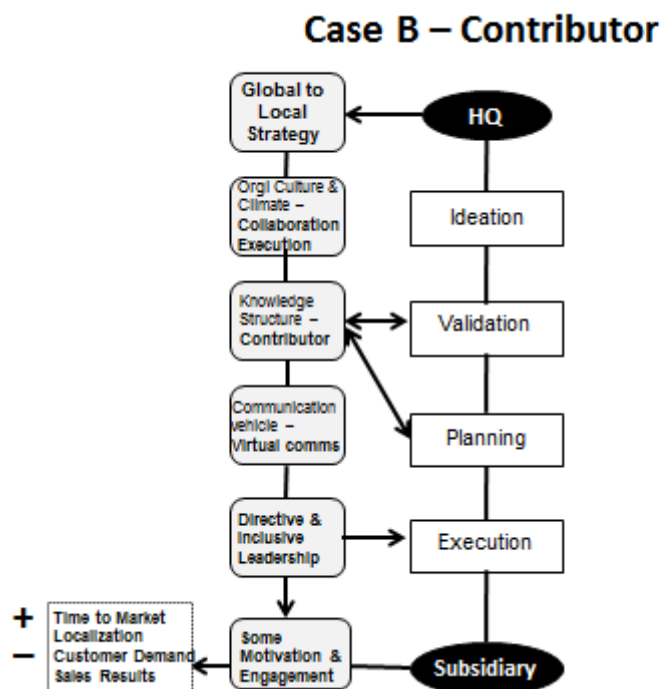 Case B – Contributor
Global to
Local
Strategy
HQ
Orgl Culture &
Climate –
Collaboration
Execution
Ideation
Knowledge
Structure –
Contributor
Validation
Communication
vehicle –
Virtual comms
Planning
Directive &
Inclusive
Leadership
Execution
+
–
Time to Market
Localization
Customer Demand
Sales Results
Some
Motivation &
Engagement
Subsidiary